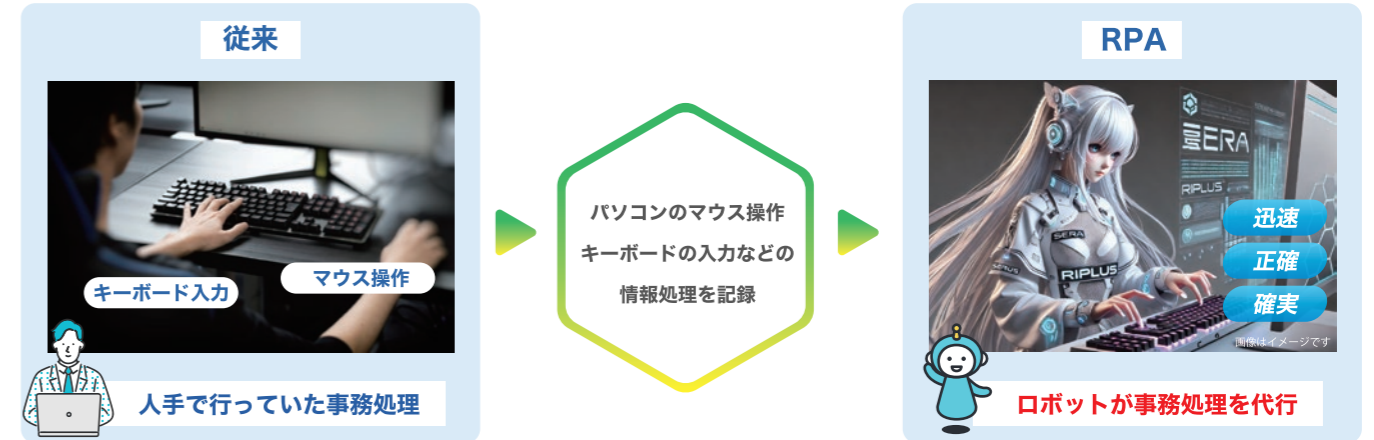 従来
キーボード入力
マウス操作
人手で行っていた事務処理
パソコンのマウス操作
キーボードの入力などの
情報処理を記録
RPA
ERA
RIPLUS
SERA
RIPLUS
迅速
正確
確実
画像はイメージです
ロボットが事務処理を代行